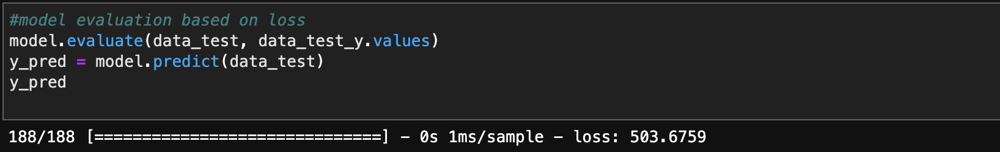 #model evaluation based on loss
model.evaluate(data_test, data_test_y.values)
y_pred = model.predict(data_test)
y_pred
188/188 [==============================] - 0s 1ms/sample - loss: 503.6759